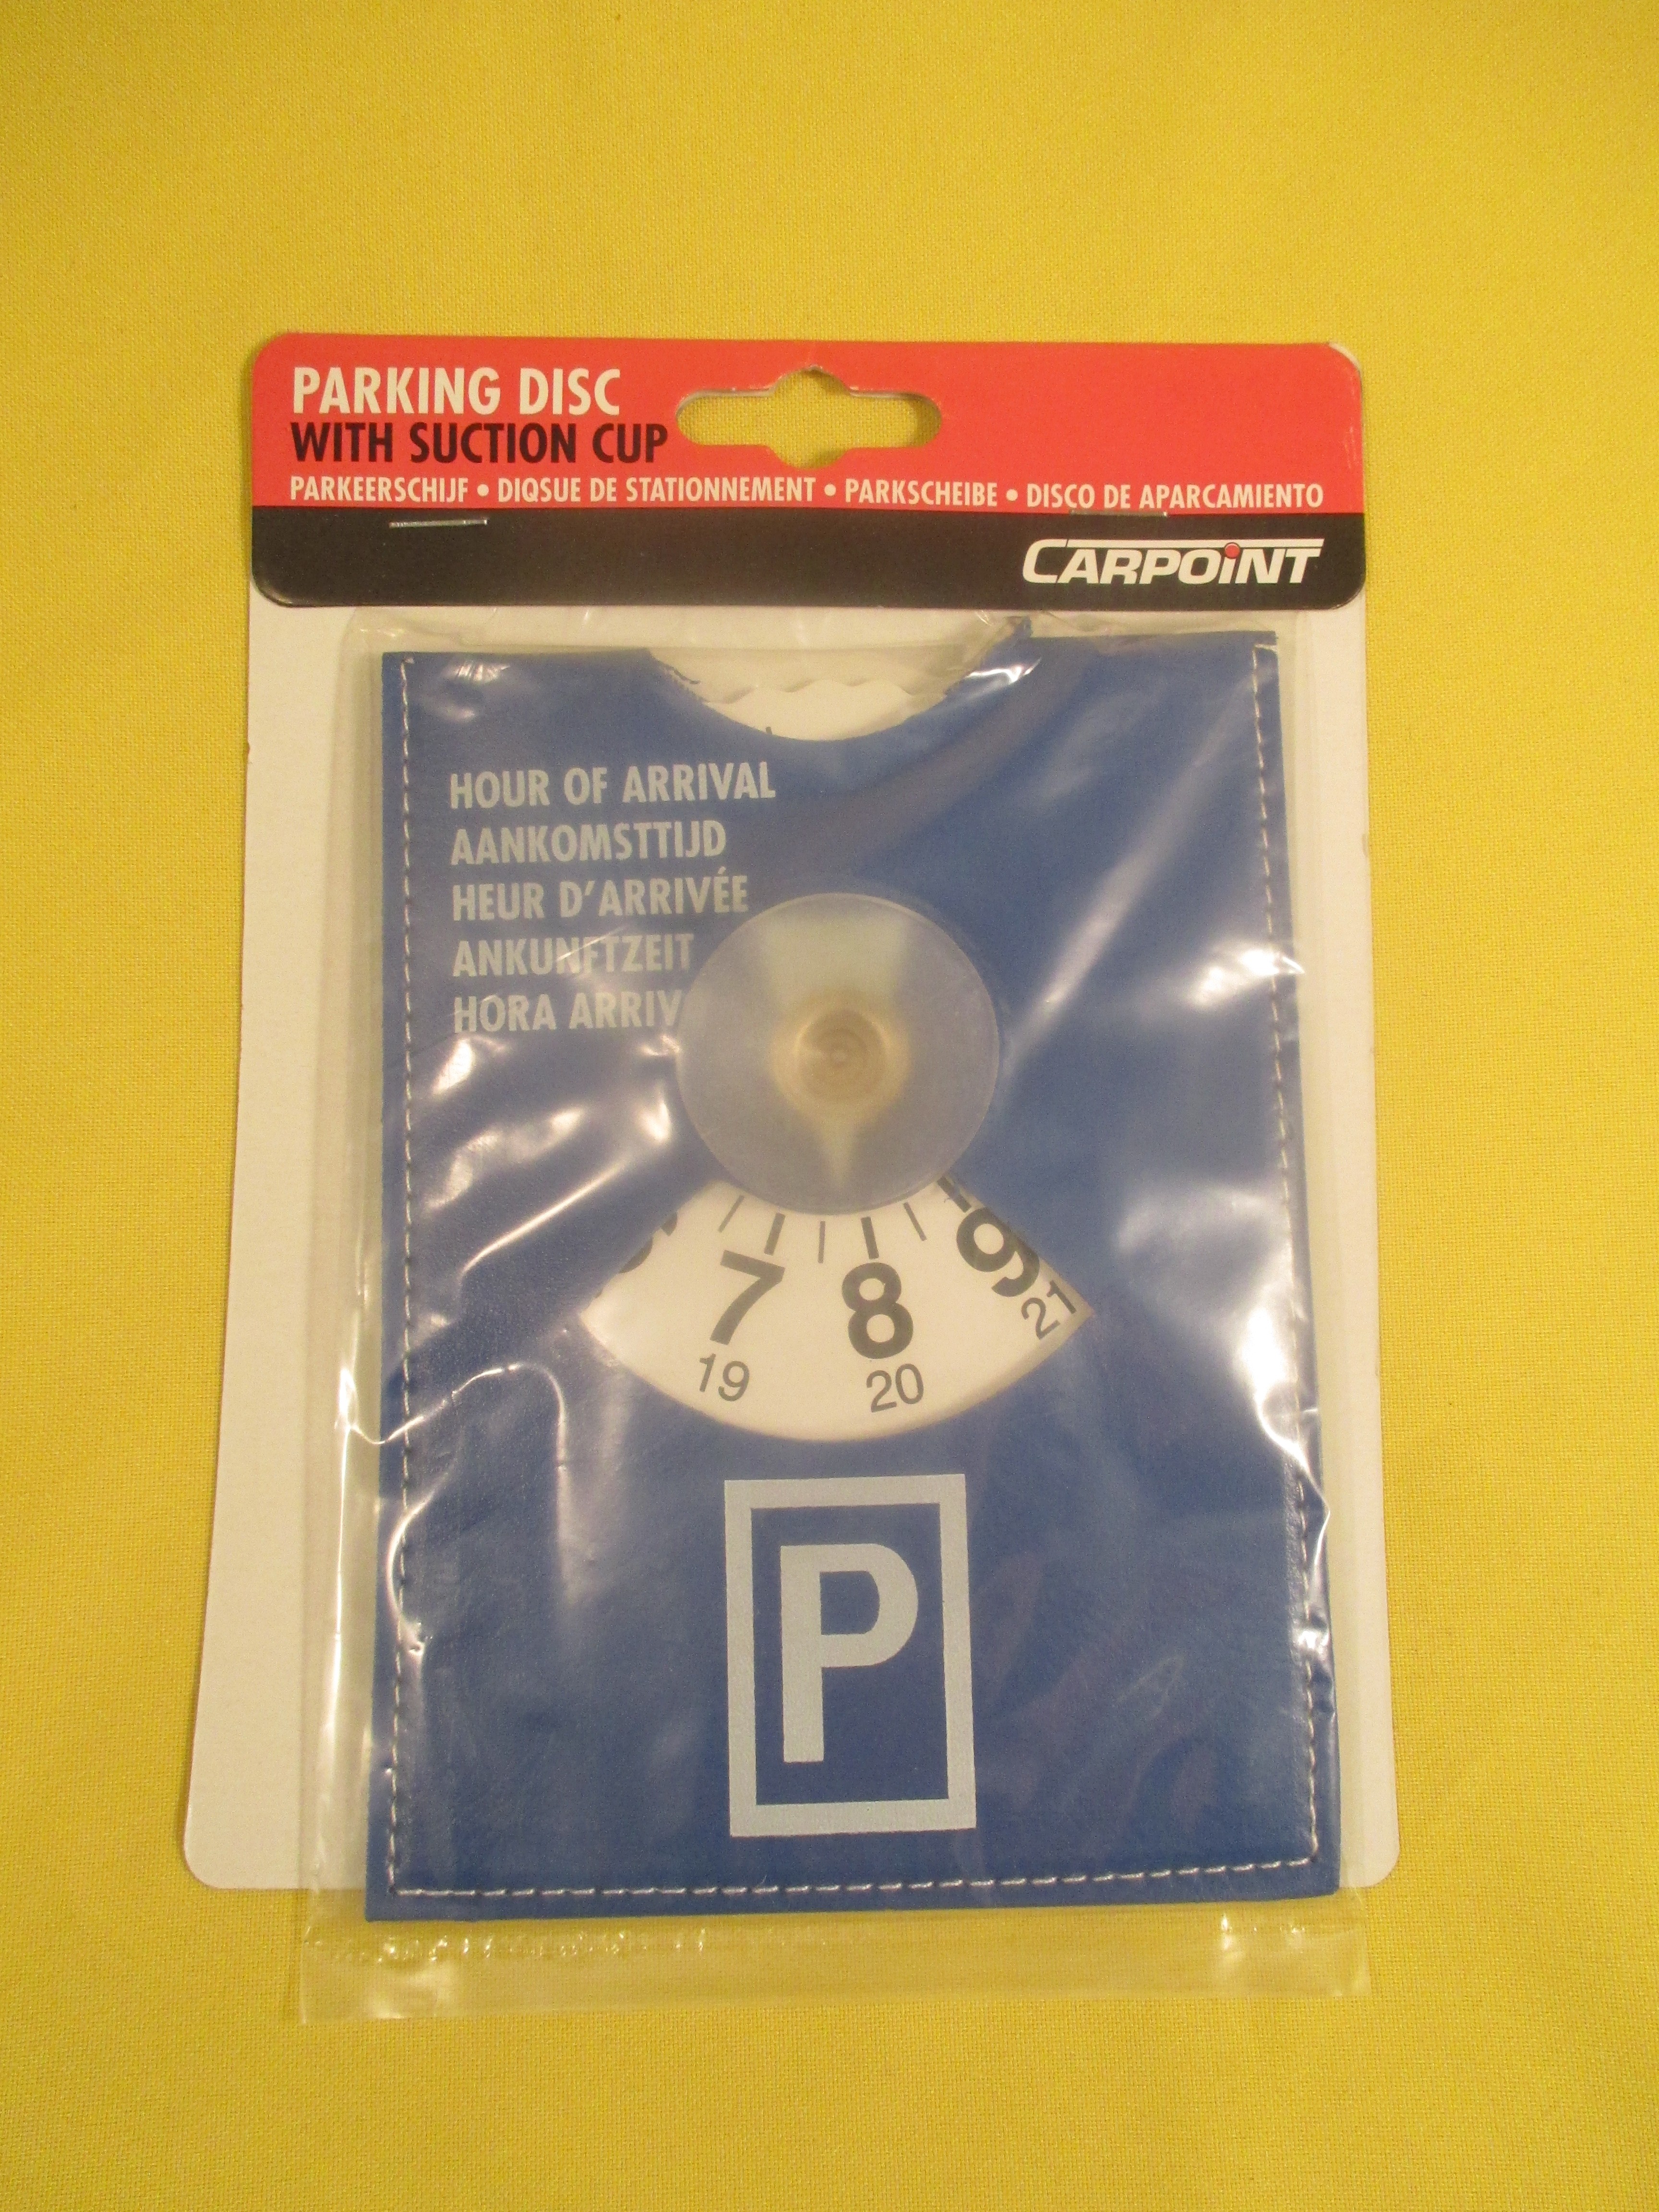 PARKING DISC
WITH SUCTION CUP
PARKEERSCHIJF • DIQSUE DE STATIONNEMENT • PARKSCHEIBE • DISCO DE APARCAMIENTO
CARPOiNT
HOUR OF ARRIVAL
AANKOMSTTIJD
HEUR D'ARRIVÉE
ANKUNFTZEIT
HORA
7 8 9
19 20 21
P